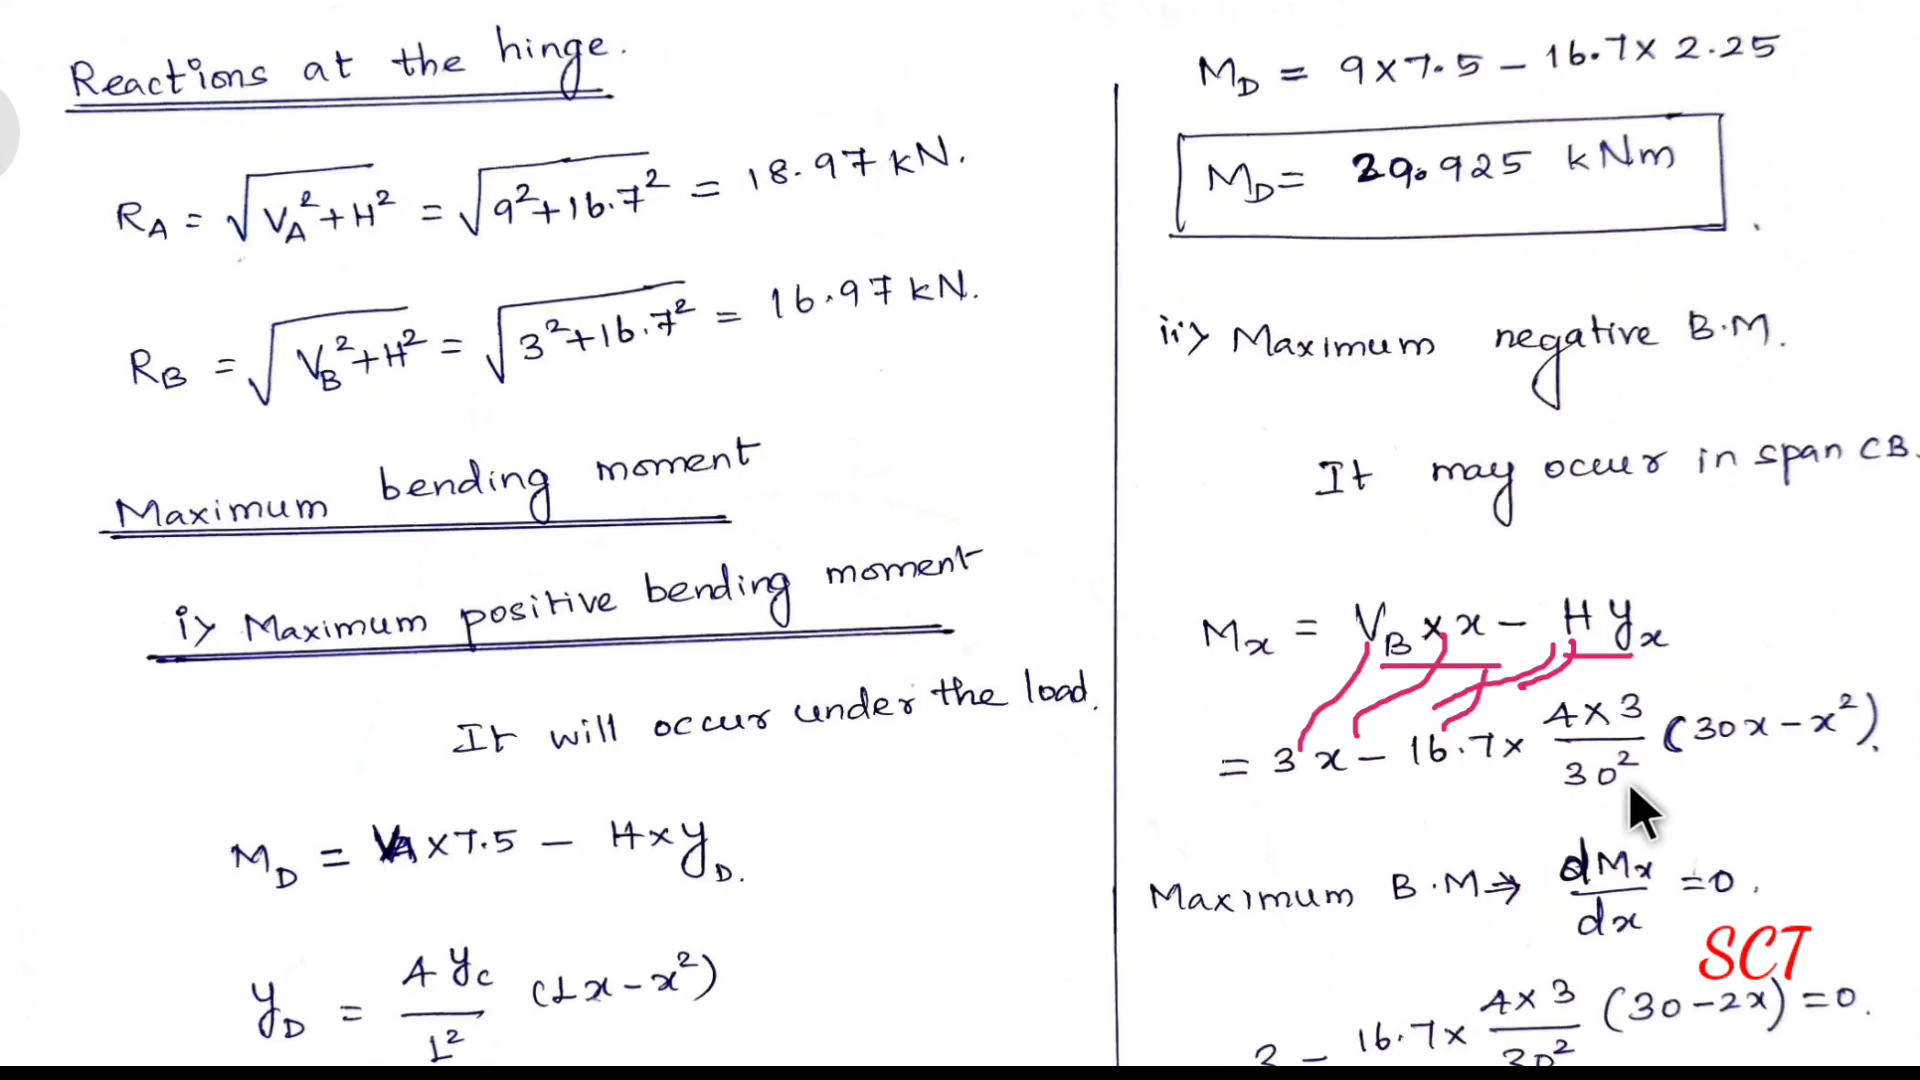 Reactions at the hinge.
R_A = √(V_A² + H²) = √(9² + 16.7²) = 18.97 kN.
R_B = √(V_B² + H²) = √(3² + 16.7²) = 16.97 kN.
Maximum bending moment
i) Maximum positive bending moment
It will occur under the load.
M_D = V_A × 7.5 − H × y_D.
y_D = 4 y_c / L² (Lx − x²)
M_D = 9 × 7.5 − 16.7 × 2.25
M_D = 29.925 kNm
ii) Maximum negative B.M.
It may occur in span CB.
M_x = V_B × x − H y_x
= 3x − 16.7 × 4×3 / 30² (30x − x²).
Maximum B.M ⇒ dM_x / dx = 0.
SCT
3 − 16.7 × 4×3 / 30² (30 − 2x) = 0.